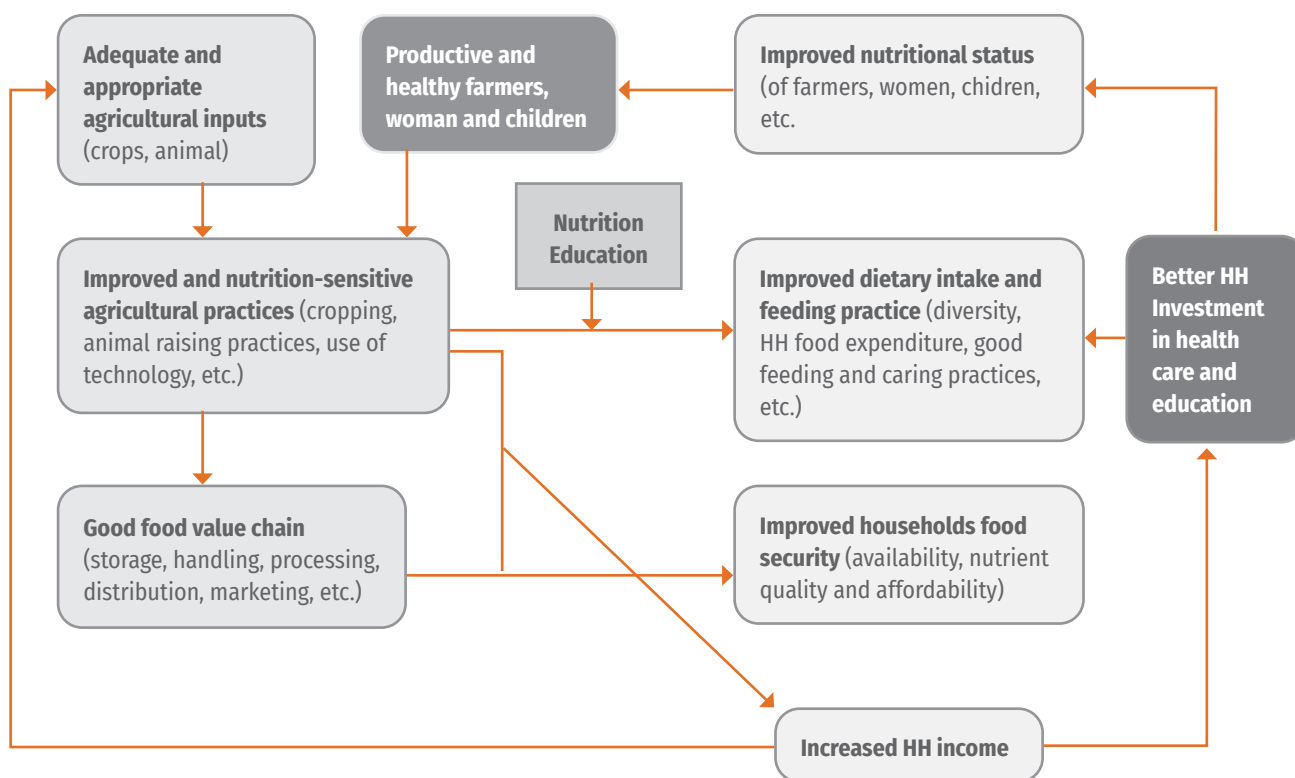 Adequate and
appropriate
agricultural inputs
(crops, animal)
Productive and
healthy farmers,
woman and children
Improved nutritional status
(of farmers, women, chidren,
etc.
Nutrition
Education
Improved and nutrition-sensitive
agricultural practices (cropping,
animal raising practices, use of
technology, etc.)
Improved dietary intake and
feeding practice (diversity,
HH food expenditure, good
feeding and caring practices,
etc.)
Better HH
Investment
in health
care and
education
Good food value chain
(storage, handling, processing,
distribution, marketing, etc.)
Improved households food
security (availability, nutrient
quality and affordability)
Increased HH income